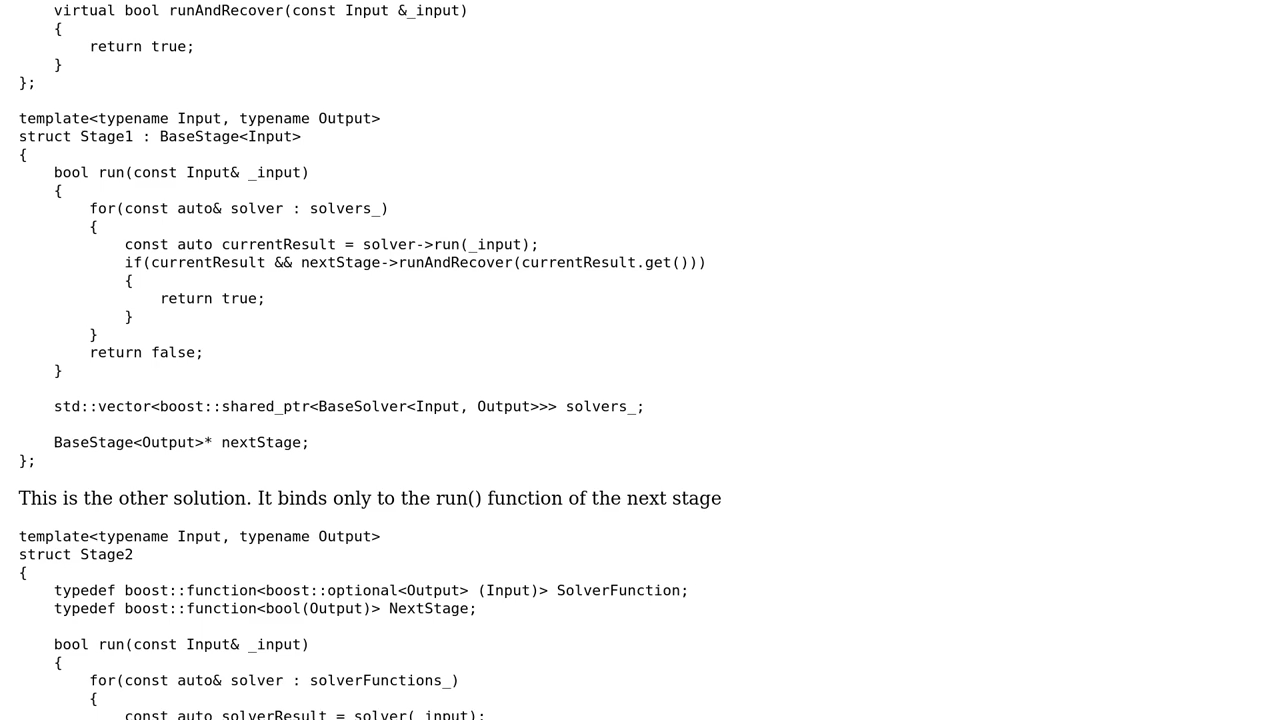 virtual bool runAndRecover(const Input &_input)
    {
        return true;
    }
};

template<typename Input, typename Output>
struct Stage1 : BaseStage<Input>
{
    bool run(const Input& _input)
    {
        for(const auto& solver : solvers_)
        {
            const auto currentResult = solver->run(_input);
            if(currentResult && nextStage->runAndRecover(currentResult.get()))
            {
                return true;
            }
        }
        return false;
    }

    std::vector<boost::shared_ptr<BaseSolver<Input, Output>>> solvers_;

    BaseStage<Output>* nextStage;
};

This is the other solution. It binds only to the run() function of the next stage

template<typename Input, typename Output>
struct Stage2
{
    typedef boost::function<boost::optional<Output> (Input)> SolverFunction;
    typedef boost::function<bool(Output)> NextStage;

    bool run(const Input& _input)
    {
        for(const auto& solver : solverFunctions_)
        {
            const auto solverResult = solver(_input);